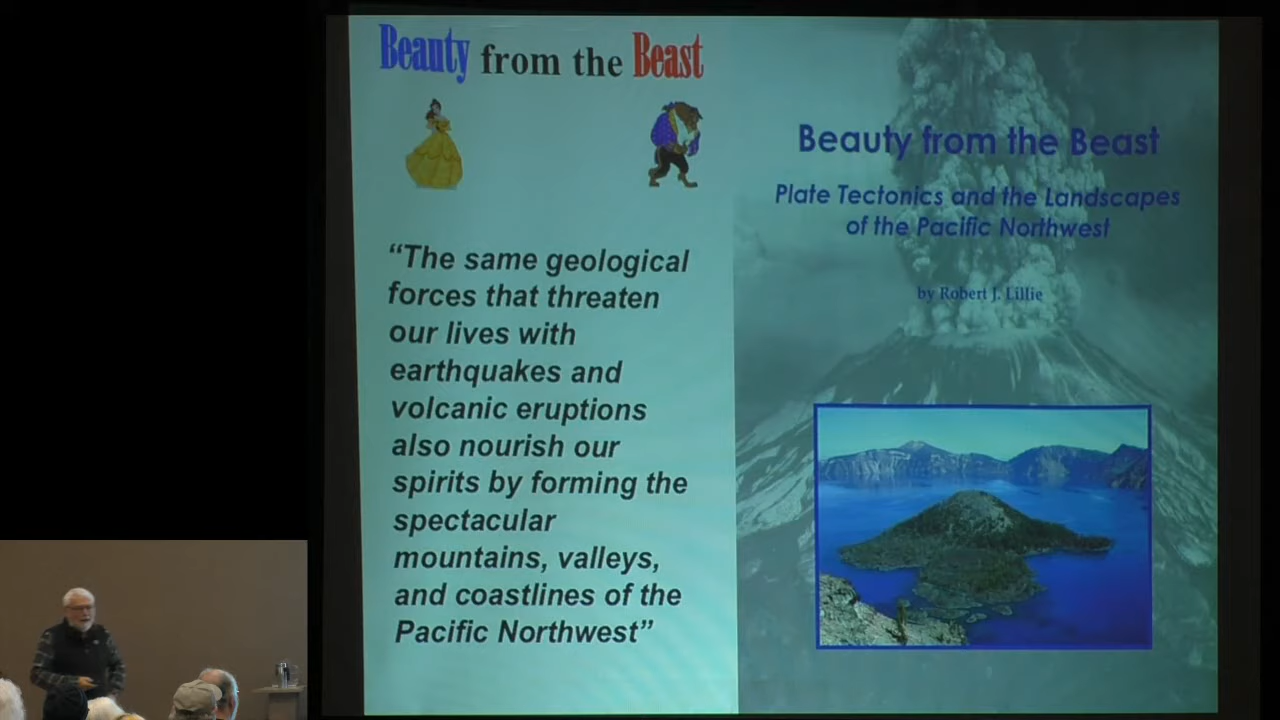 Beauty from the Beast
“The same geological
forces that threaten
our lives with
earthquakes and
volcanic eruptions
also nourish our
spirits by forming the
spectacular
mountains, valleys,
and coastlines of the
Pacific Northwest”
Beauty from the Beast
Plate Tectonics and the Landscapes
of the Pacific Northwest
by Robert J. Lillie